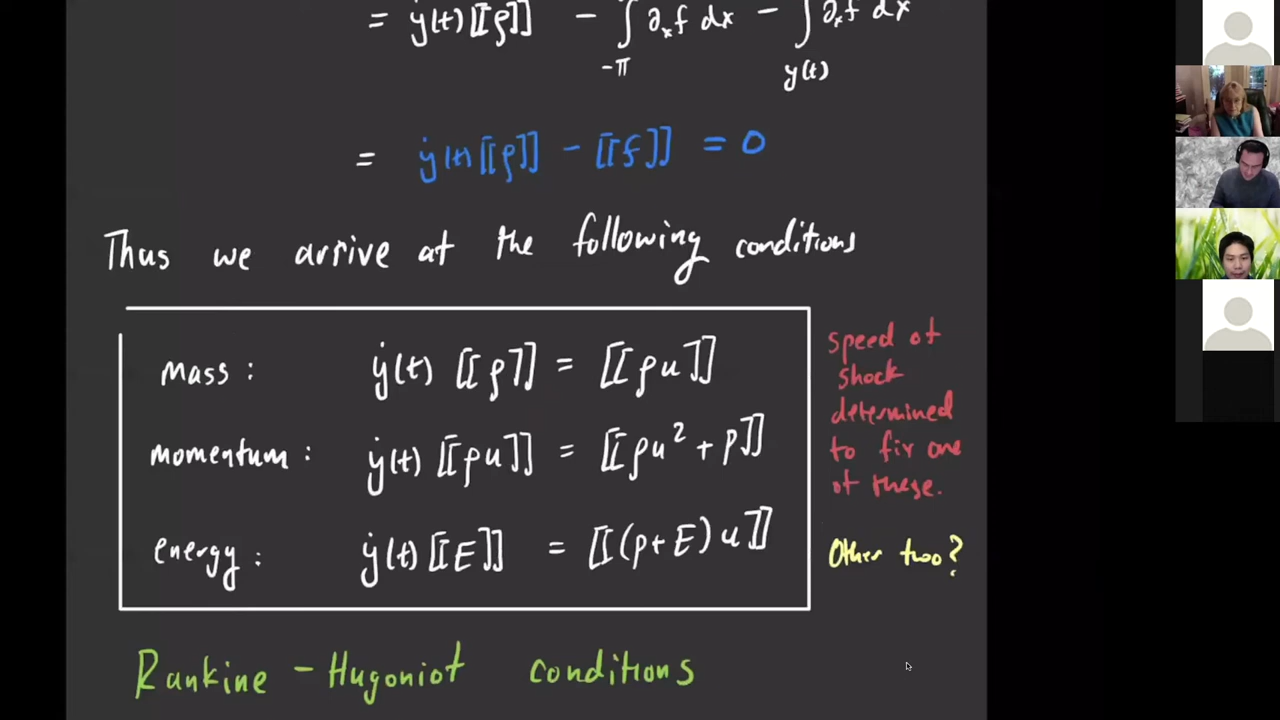 = ẏ(t)[[ρ]] - ∫ ∂ₓf dx - ∫ ∂ₓf dx
-π y(t)
= ẏ(t)[[ρ]] - [[f]] = 0
Thus we arrive at the following conditions
mass: ẏ(t) [[ρ]] = [[ρu]]
momentum: ẏ(t) [[ρu]] = [[ρu² + p]]
energy: ẏ(t) [[E]] = [[(p+E)u]]
speed of
shock
determined
to fix one
of these.
Other two?
Rankine-Hugoniot conditions